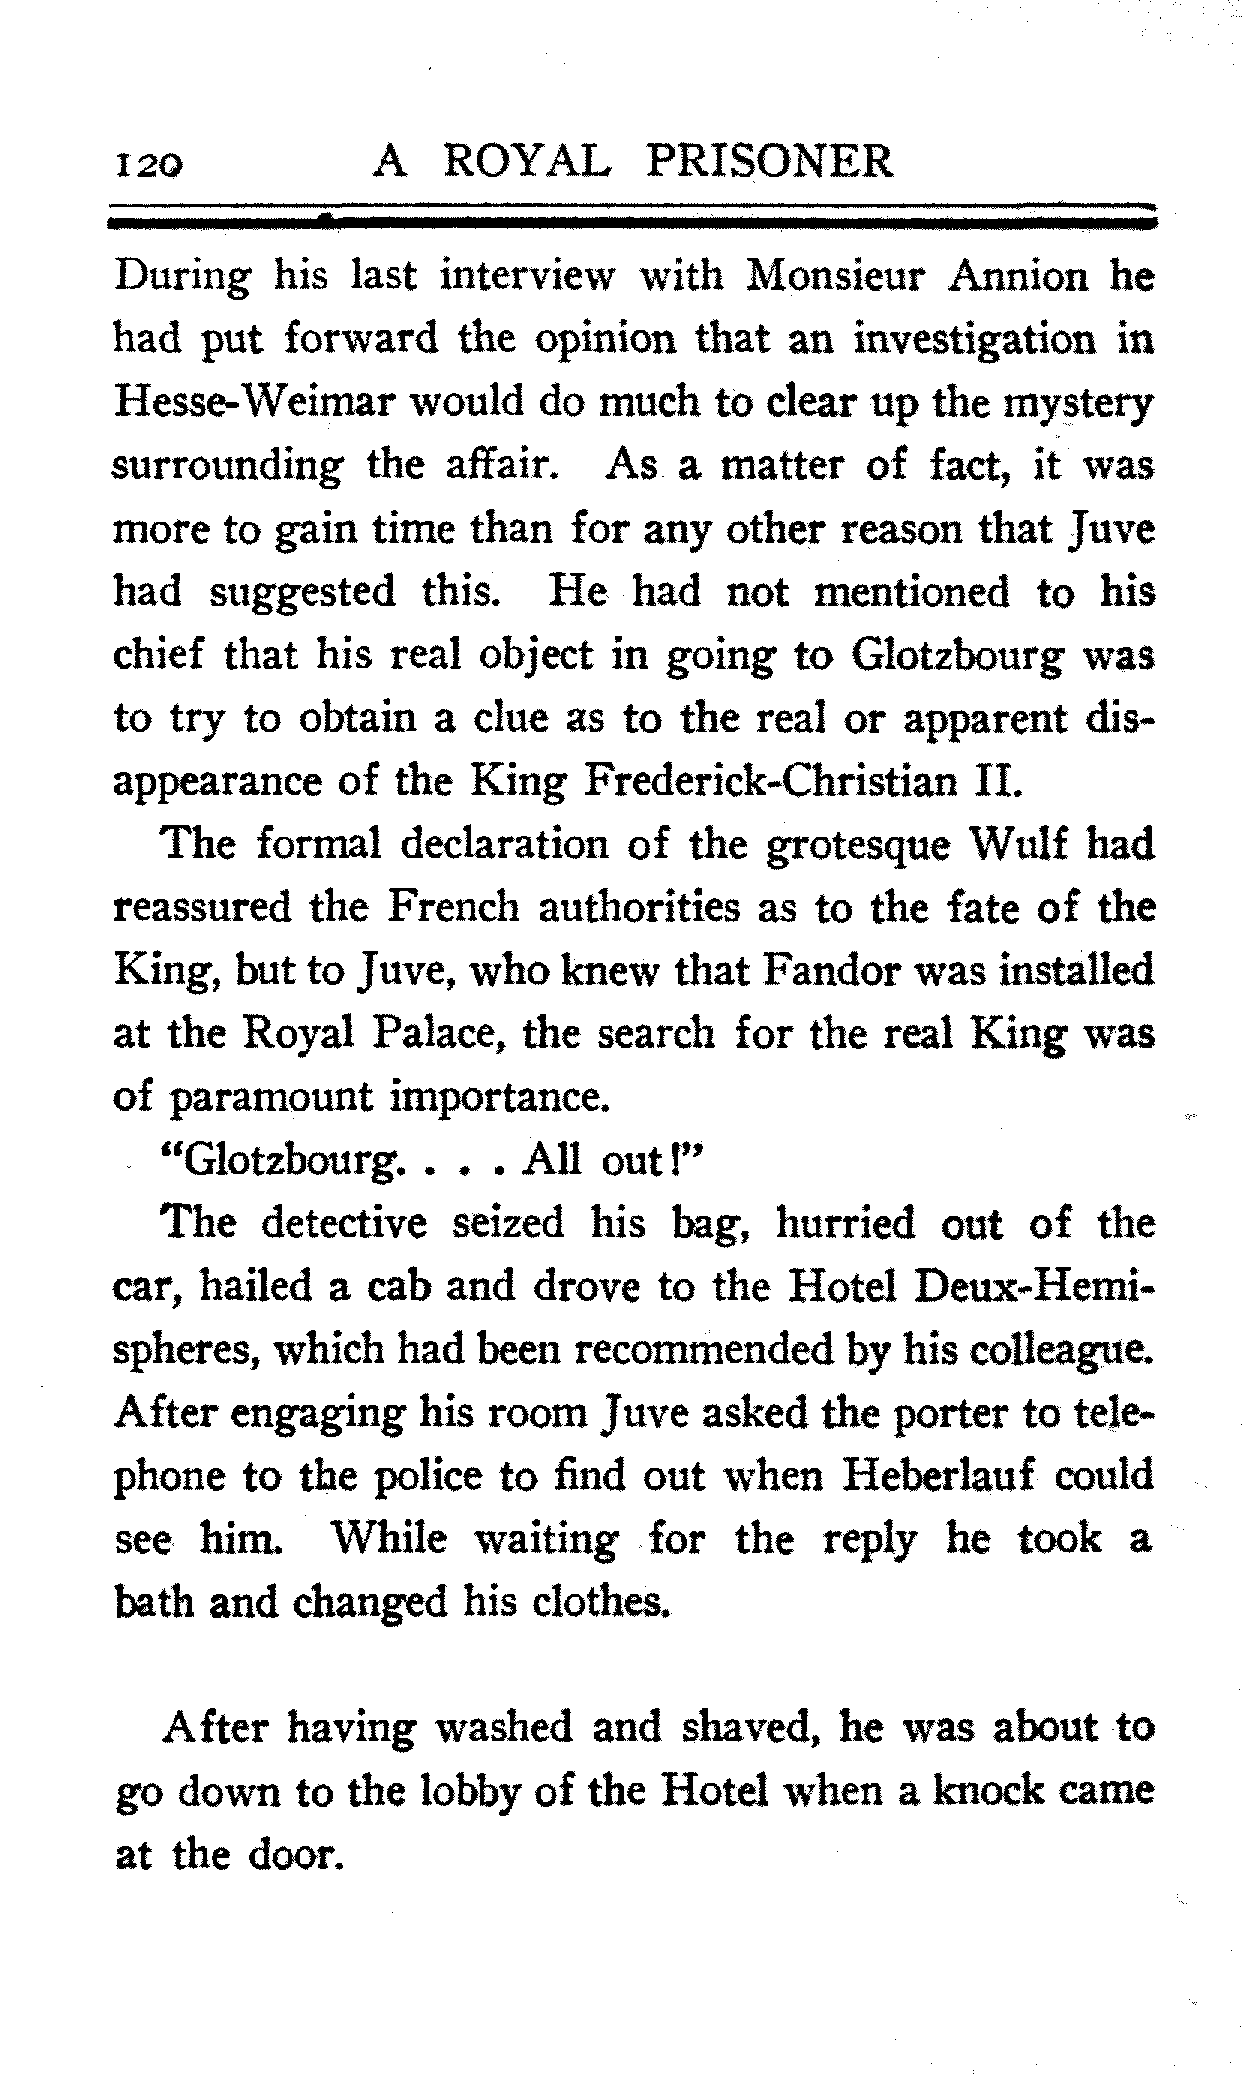 120 A ROYAL PRISONER
During his last interview with Monsieur Annion he
had put forward the opinion that an investigation in
Hesse-Weimar would do much to clear up the mystery
surrounding the affair. As a matter of fact, it was
more to gain time than for any other reason that Juve
had suggested this. He had not mentioned to his
chief that his real object in going to Glotzbourg was
to try to obtain a clue as to the real or apparent dis-
appearance of the King Frederick-Christian II.
The formal declaration of the grotesque Wulf had
reassured the French authorities as to the fate of the
King, but to Juve, who knew that Fandor was installed
at the Royal Palace, the search for the real King was
of paramount importance.
“Glotzbourg. . . . All out!”
The detective seized his bag, hurried out of the
car, hailed a cab and drove to the Hotel Deux-Hemi-
spheres, which had been recommended by his colleague.
After engaging his room Juve asked the porter to tele-
phone to the police to find out when Heberlauf could
see him. While waiting for the reply he took a
bath and changed his clothes.
After having washed and shaved, he was about to
go down to the lobby of the Hotel when a knock came
at the door.